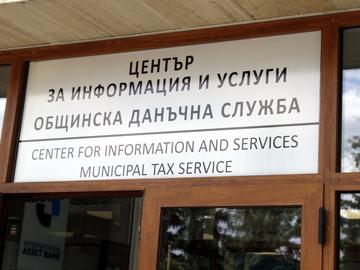 ЦЕНТЪР
ЗА ИНФОРМАЦИЯ И УСЛУГИ
ОБЩИНСКА ДАНЪЧНА СЛУЖБА
CENTER FOR INFORMATION AND SERVICES
MUNICIPAL TAX SERVICE
INTERNATIONAL
ASSET BANK